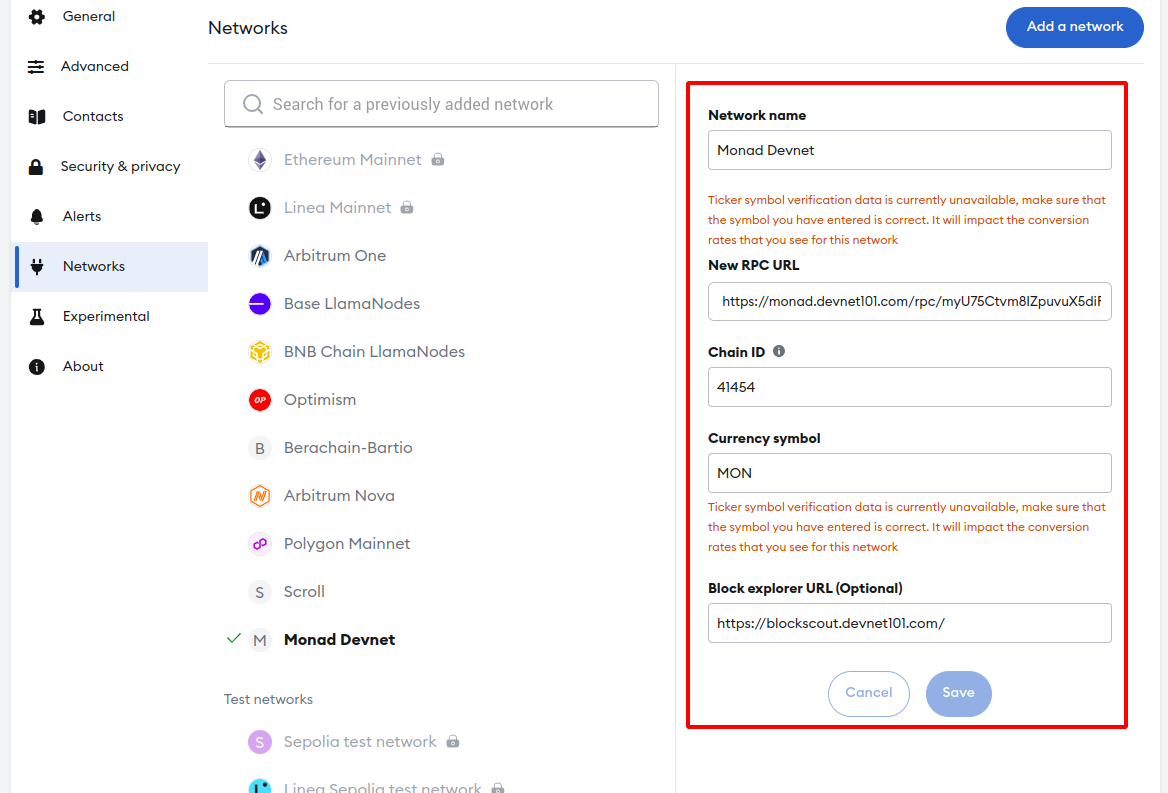 General
Advanced
Contacts
Security & privacy
Alerts
Networks
Experimental
About
Networks
Add a network
Search for a previously added network
Ethereum Mainnet
L
Linea Mainnet
Arbitrum One
Base LlamaNodes
BNB Chain LlamaNodes
OP
Optimism
B
Berachain-Bartio
N
Arbitrum Nova
Polygon Mainnet
S
Scroll
M
Monad Devnet
Test networks
S
Sepolia test network
L
Linea Sepolia test network
Network name
Monad Devnet
Ticker symbol verification data is currently unavailable, make sure that
the symbol you have entered is correct. It will impact the conversion
rates that you see for this network
New RPC URL
https://monad.devnet101.com/rpc/myU75Ctvm8lZpuvuX5diF
Chain ID
41454
Currency symbol
MON
Ticker symbol verification data is currently unavailable, make sure that
the symbol you have entered is correct. It will impact the conversion
rates that you see for this network
Block explorer URL (Optional)
https://blockscout.devnet101.com/
Cancel
Save